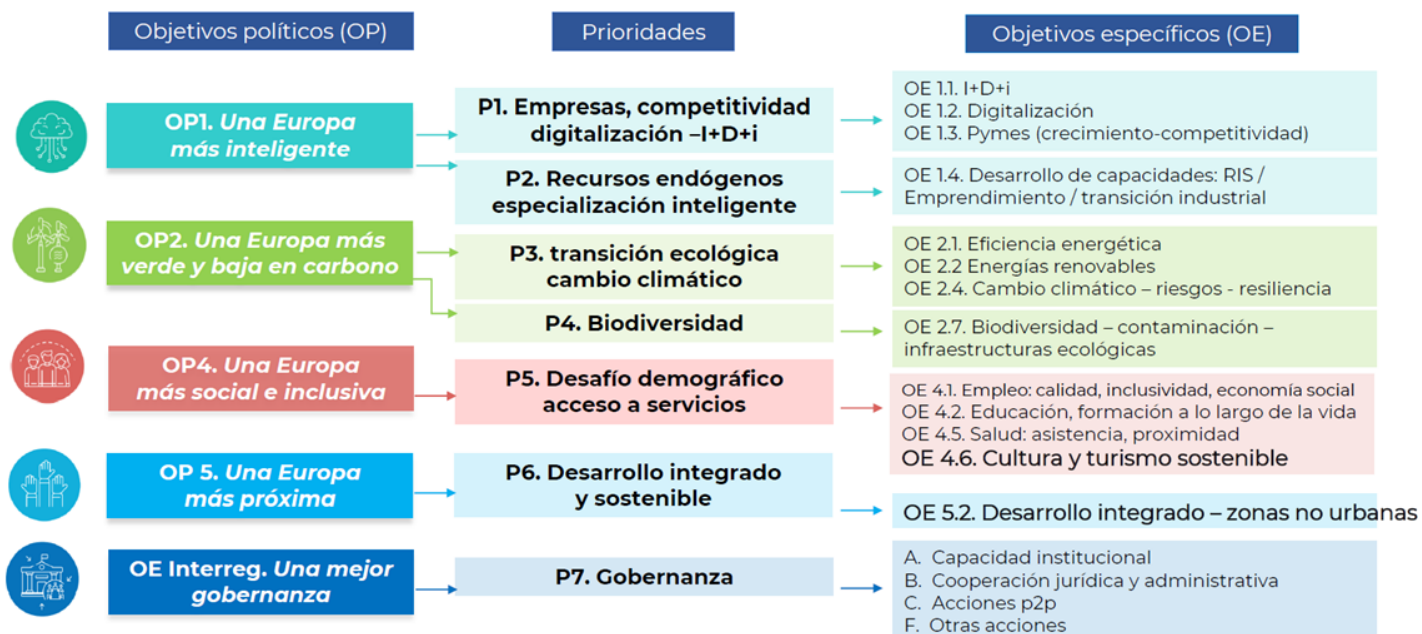 Objetivos políticos (OP)
Prioridades
Objetivos específicos (OE)
OP1. Una Europa
más inteligente
P1. Empresas, competitividad
digitalización –I+D+i
OE 1.1. I+D+i
OE 1.2. Digitalización
OE 1.3. Pymes (crecimiento-competitividad)
P2. Recursos endógenos
especialización inteligente
OE 1.4. Desarrollo de capacidades: RIS /
Emprendimiento / transición industrial
OP2. Una Europa más
verde y baja en carbono
P3. transición ecológica
cambio climático
OE 2.1. Eficiencia energética
OE 2.2 Energías renovables
OE 2.4. Cambio climático – riesgos - resiliencia
P4. Biodiversidad
OE 2.7. Biodiversidad – contaminación –
infraestructuras ecológicas
OP4. Una Europa
más social e inclusiva
P5. Desafío demográfico
acceso a servicios
OE 4.1. Empleo: calidad, inclusividad, economía social
OE 4.2. Educación, formación a lo largo de la vida
OE 4.5. Salud: asistencia, proximidad
OE 4.6. Cultura y turismo sostenible
OP 5. Una Europa
más próxima
P6. Desarrollo integrado
y sostenible
OE 5.2. Desarrollo integrado – zonas no urbanas
OE Interreg. Una mejor
gobernanza
P7. Gobernanza
A. Capacidad institucional
B. Cooperación jurídica y administrativa
C. Acciones p2p
F. Otras acciones